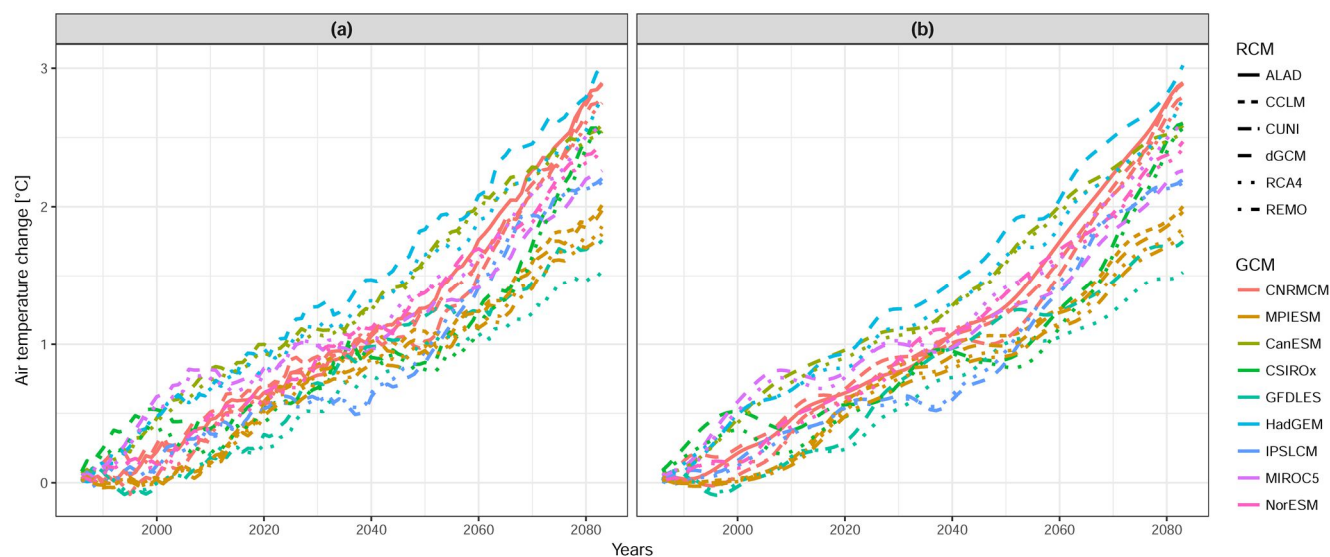 (a)
(b)
Air temperature change [°C]
3
2
1
0
2000
2020
2040
2060
2080
2000
2020
2040
2060
2080
Years
RCM
ALAD
CCLM
CUNI
dGCM
RCA4
REMO
GCM
CNRMCM
MPIESM
CanESM
CSIROx
GFDLES
HadGEM
IPSLCM
MIROC5
NorESM